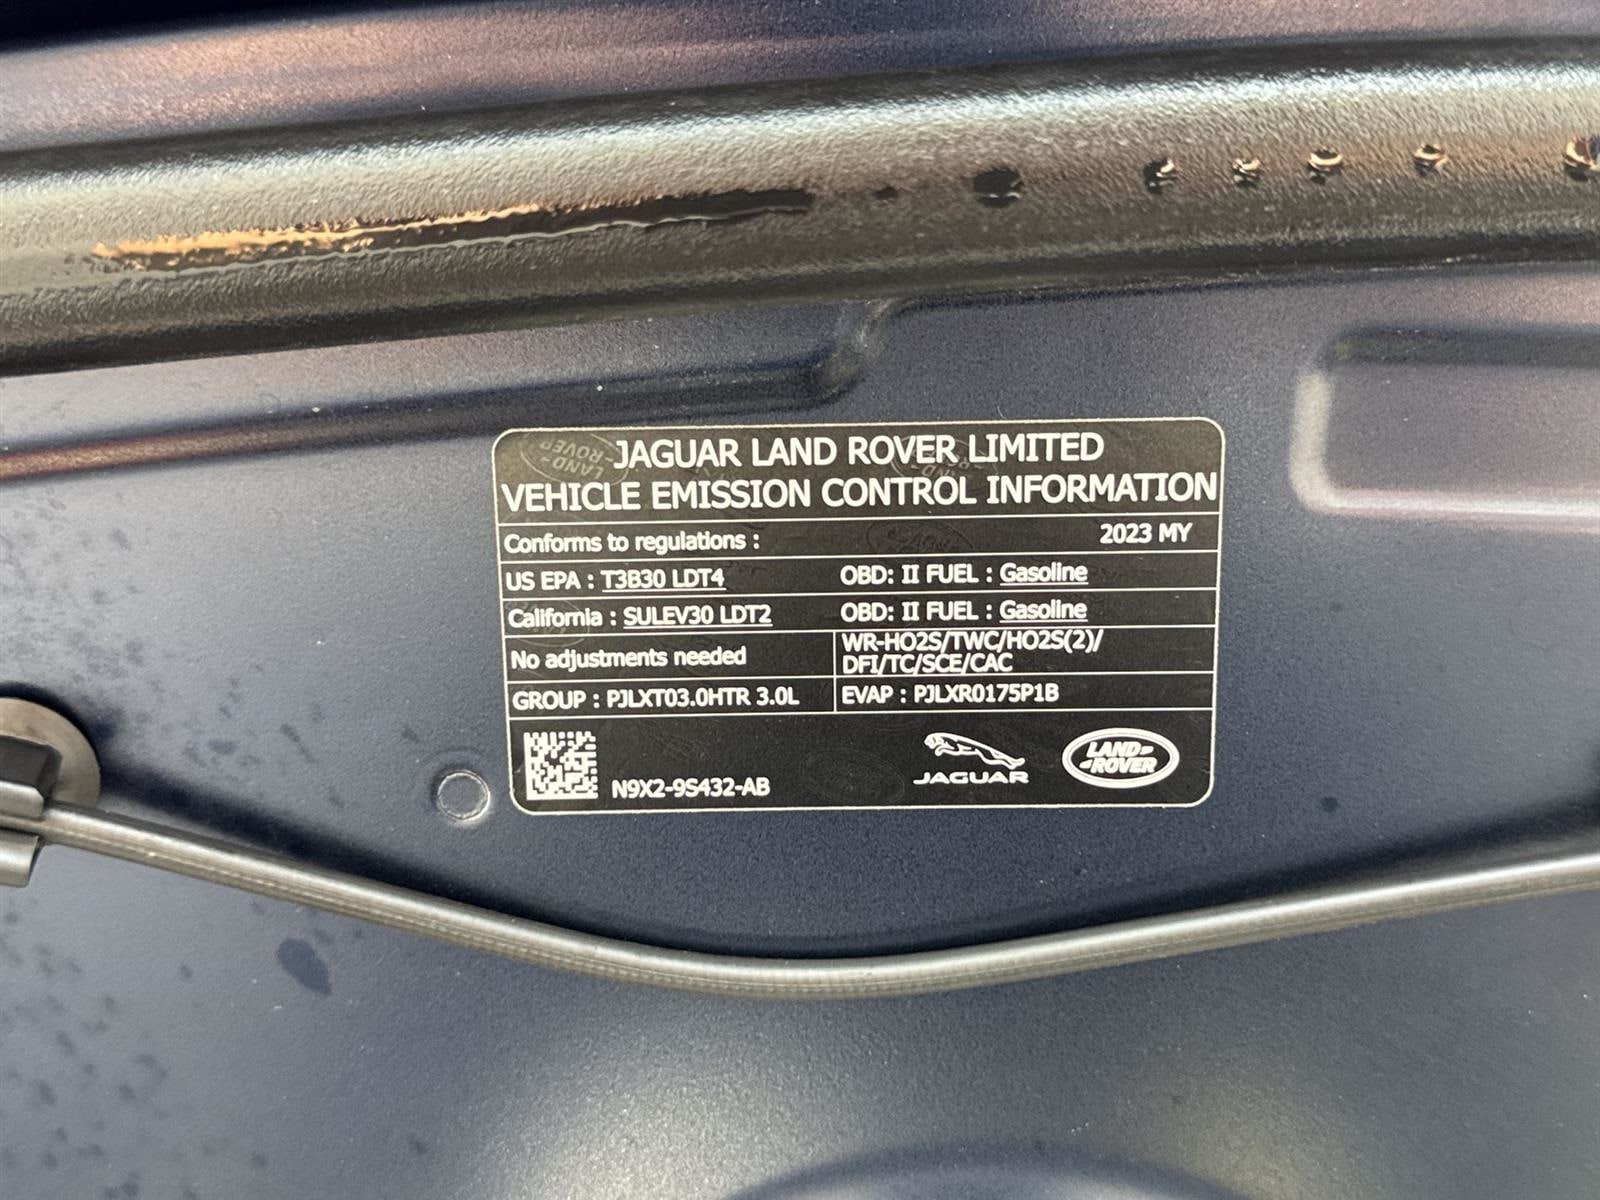 JAGUAR LAND ROVER LIMITED
VEHICLE EMISSION CONTROL INFORMATION
Conforms to regulations : 2023 MY
US EPA : T3B30 LDT4 OBD: II FUEL : Gasoline
California : SULEV30 LDT2 OBD: II FUEL : Gasoline
No adjustments needed
WR-HO2S/TWC/HO2S(2)/
DFI/TC/SCE/CAC
GROUP : PJLXT03.0HTR 3.0L EVAP : PJLXR0175P1B
N9X2-9S432-AB
JAGUAR
LAND-
-ROVER